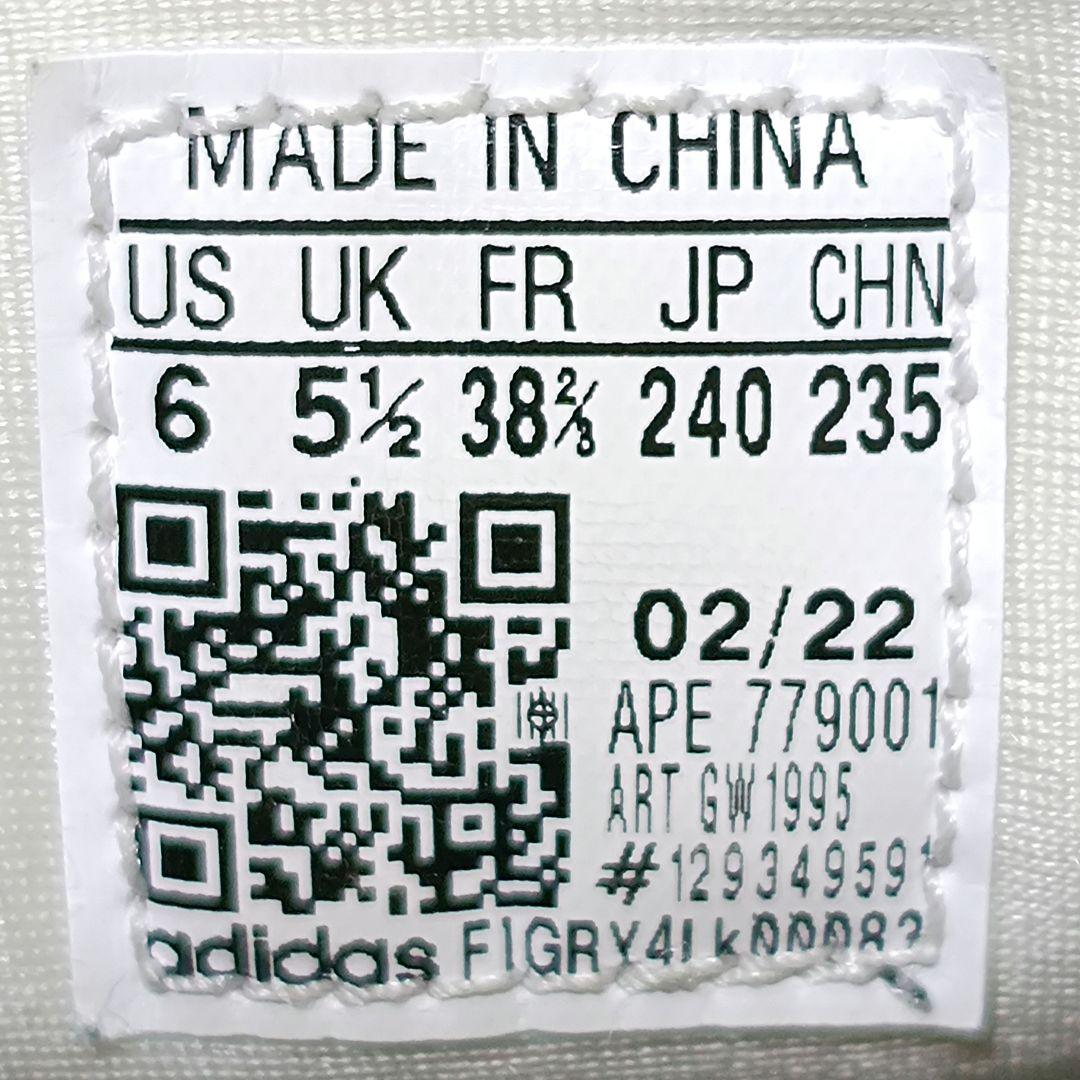 MADE IN CHINA
US UK FR JP CHN
6 5½ 38⅔ 240 235
02/22
APE 779001
ART GW1995
#129349591
adidas